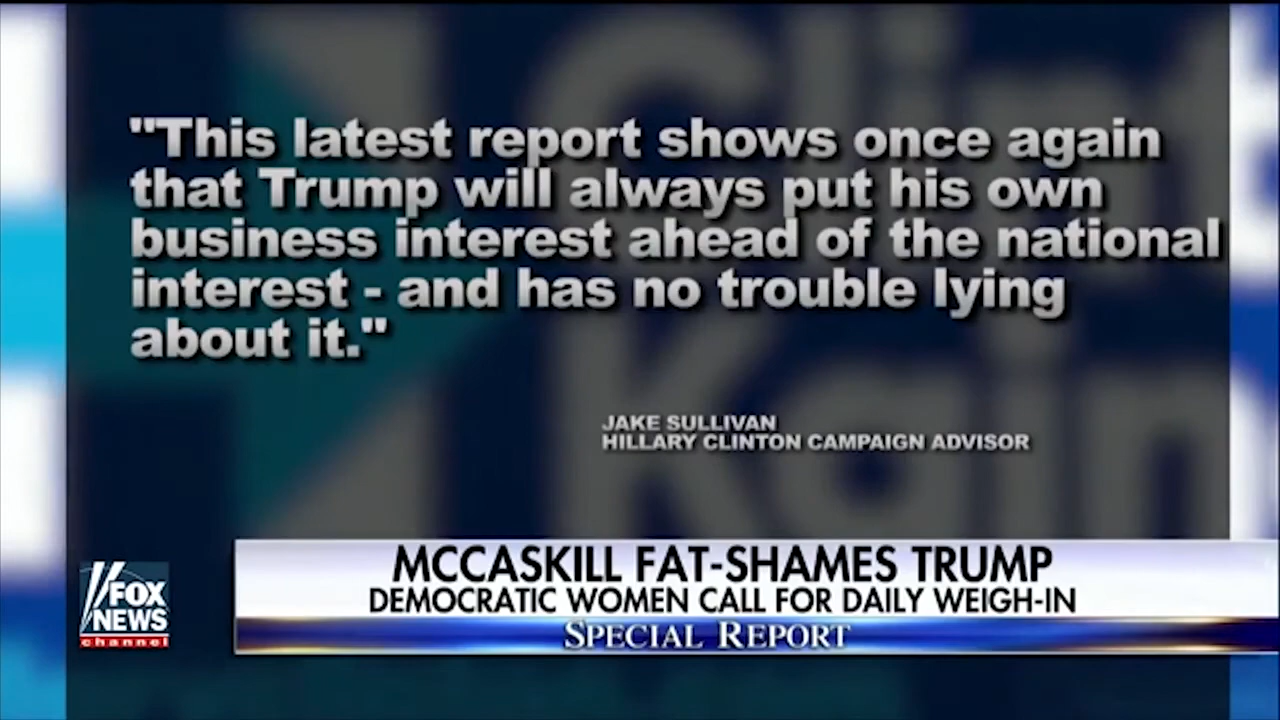 "This latest report shows once again
that Trump will always put his own
business interest ahead of the national
interest - and has no trouble lying
about it."
JAKE SULLIVAN
HILLARY CLINTON CAMPAIGN ADVISOR
MCCASKILL FAT-SHAMES TRUMP
DEMOCRATIC WOMEN CALL FOR DAILY WEIGH-IN
SPECIAL REPORT
FOX
NEWS
channel